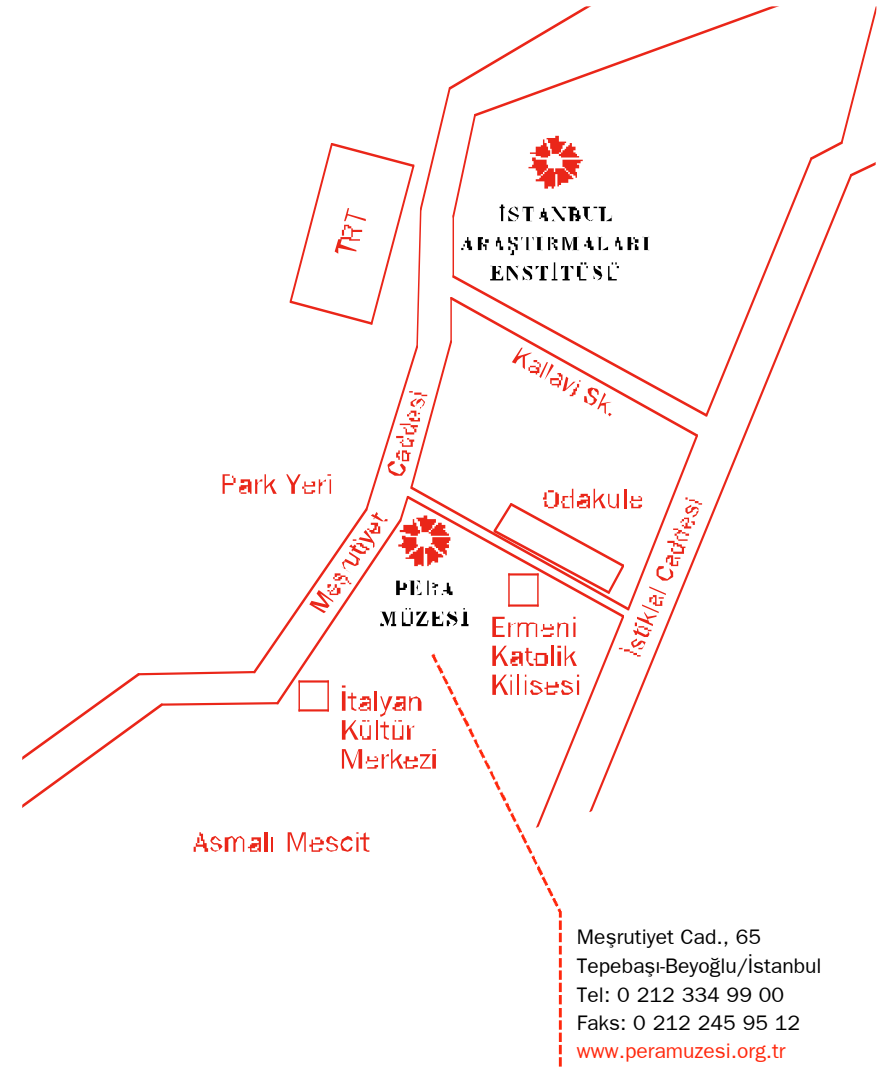 TRT
İSTANBUL
ARAŞTIRMALARI
ENSTİTÜSÜ
Kallavi Sk.
Meşrutiyet Caddesi
Park Yeri
Odakule
İstiklal Caddesi
PERA
MÜZESİ
Ermeni
Katolik
Kilisesi
İtalyan
Kültür
Merkezi
Asmalı Mescit
Meşrutiyet Cad., 65
Tepebaşı-Beyoğlu/İstanbul
Tel: 0 212 334 99 00
Faks: 0 212 245 95 12
www.peramuzesi.org.tr